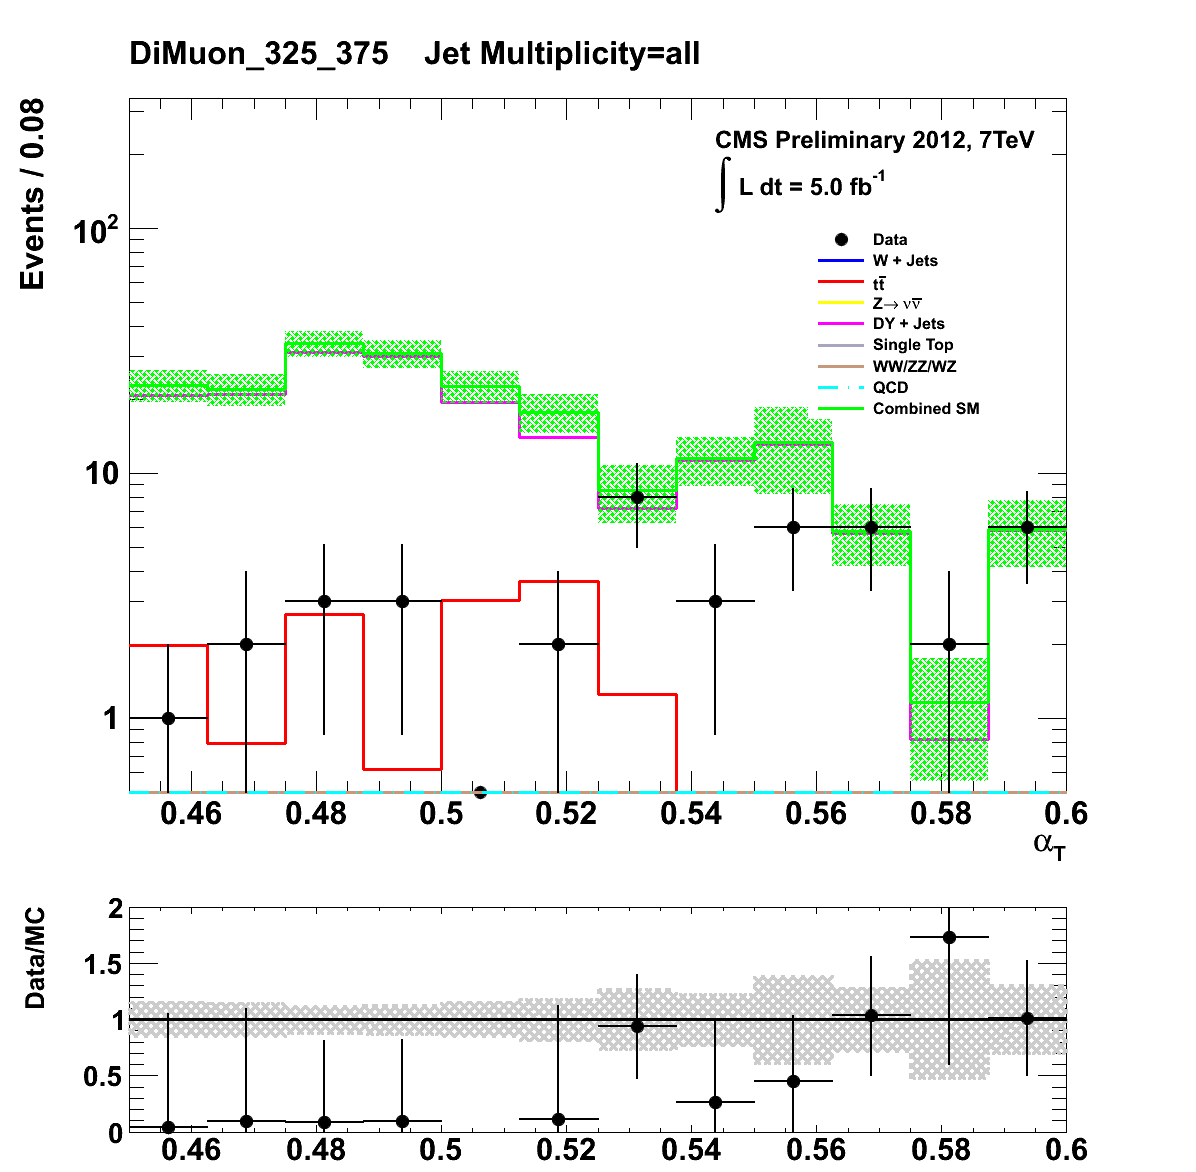 DiMuon_325_375 Jet Multiplicity=all
Events / 0.08
CMS Preliminary 2012, 7TeV
∫ L dt = 5.0 fb⁻¹
Data
W + Jets
tt̅
Z→ νν̅
DY + Jets
Single Top
WW/ZZ/WZ
QCD
Combined SM
10²
10
1
0.46 0.48 0.5 0.52 0.54 0.56 0.58 0.6
α_T
Data/MC
2
1.5
1
0.5
0
0.46 0.48 0.5 0.52 0.54 0.56 0.58 0.6